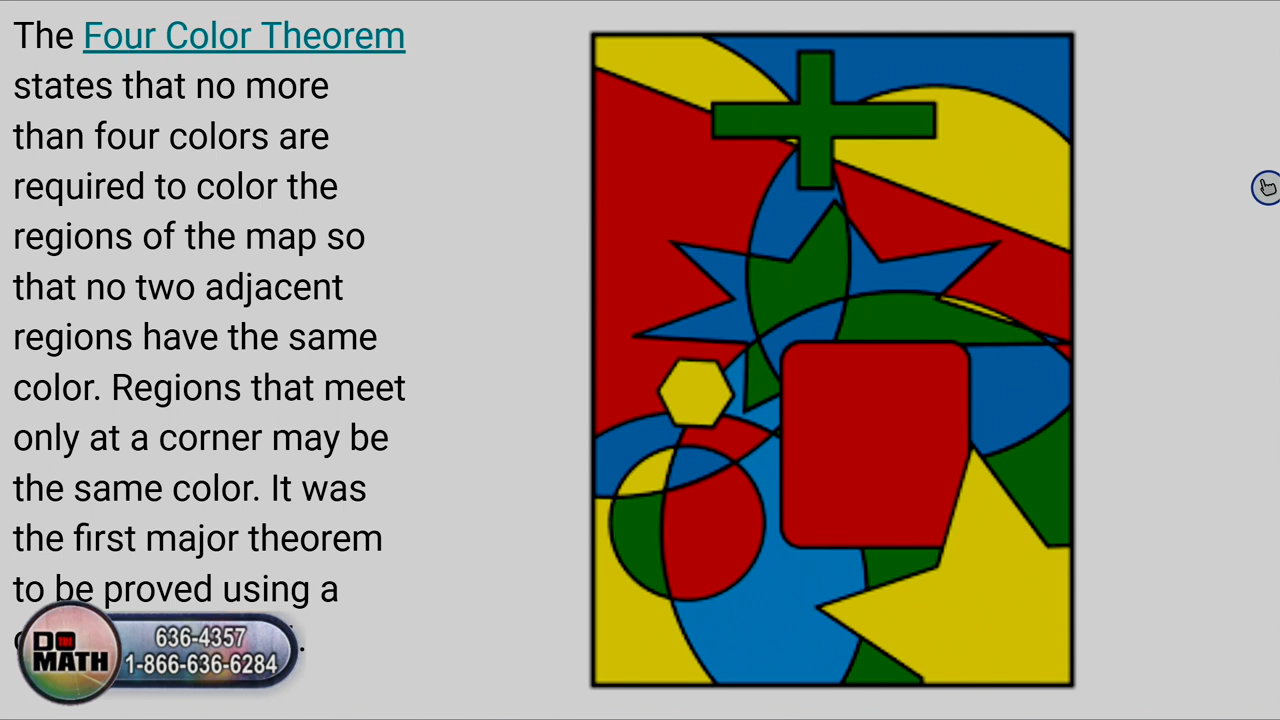 The Four Color Theorem
states that no more
than four colors are
required to color the
regions of the map so
that no two adjacent
regions have the same
color. Regions that meet
only at a corner may be
the same color. It was
the first major theorem
to be proved using a
DO THE MATH
636-4357
1-866-636-6284